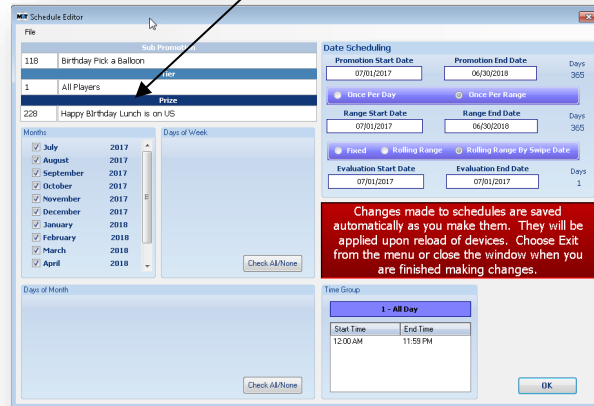 MIT Schedule Editor
File
Sub Promotion
118 Birthday Pick a Balloon
Tier
1 All Players
Prize
228 Happy BIrthday Lunch is on US
Months
July 2017
August 2017
September 2017
October 2017
November 2017
December 2017
January 2018
February 2018
March 2018
April 2018
Days of Week
Check All/None
Days of Month
Check All/None
Date Scheduling
Promotion Start Date Promotion End Date Days
07/01/2017 06/30/2018 365
Once Per Day Once Per Range
Range Start Date Range End Date Days
07/01/2017 06/30/2018 365
Fixed Rolling Range Rolling Range By Swipe Date
Evaluation Start Date Evaluation End Date Days
07/01/2017 07/01/2017 1
Changes made to schedules are saved
automatically as you make them. They will be
applied upon reload of devices. Choose Exit
from the menu or close the window when you
are finished making changes.
Time Group
1 - All Day
Start Time End Time
12:00 AM 11:59 PM
OK